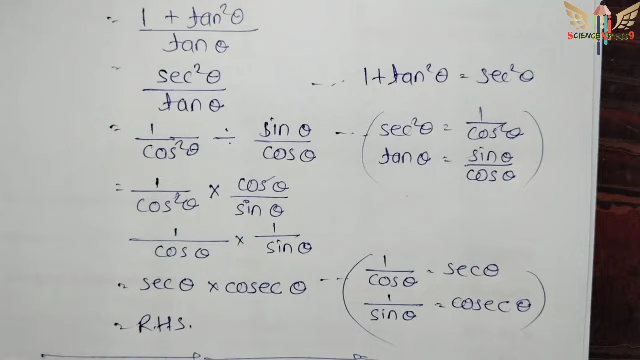 = (1 + tan²θ)/tanθ
= sec²θ/tanθ ---- 1+tan²θ = sec²θ
= 1/cos²θ ÷ sinθ/cosθ --- (sec²θ = 1/cos²θ
tanθ = sinθ/cosθ)
= 1/cos²θ × cosθ/sinθ
1/cosθ × 1/sinθ
= secθ × cosecθ --- (1/cosθ = secθ
1/sinθ = cosecθ)
= R.H.S.